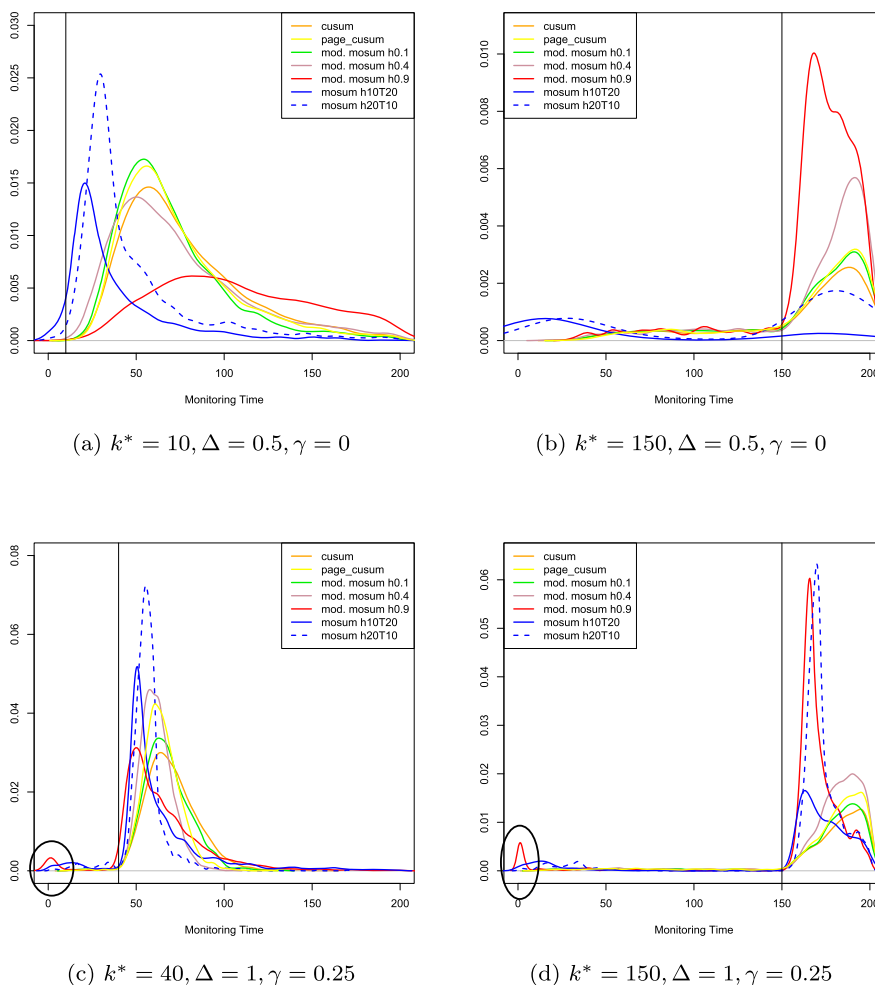 0.030
0.025
0.020
0.015
0.010
0.005
0.000
cusum
page_cusum
mod. mosum h0.1
mod. mosum h0.4
mod. mosum h0.9
mosum h10T20
mosum h20T10
0 50 100 150 200
Monitoring Time
(a) k* = 10, Δ = 0.5, γ = 0
0.010
0.008
0.006
0.004
0.002
0.000
cusum
page_cusum
mod. mosum h0.1
mod. mosum h0.4
mod. mosum h0.9
mosum h10T20
mosum h20T10
0 50 100 150 200
Monitoring Time
(b) k* = 150, Δ = 0.5, γ = 0
0.08
0.06
0.04
0.02
0.00
cusum
page_cusum
mod. mosum h0.1
mod. mosum h0.4
mod. mosum h0.9
mosum h10T20
mosum h20T10
0 50 100 150 200
Monitoring Time
(c) k* = 40, Δ = 1, γ = 0.25
0.06
0.05
0.04
0.03
0.02
0.01
0.00
cusum
page_cusum
mod. mosum h0.1
mod. mosum h0.4
mod. mosum h0.9
mosum h10T20
mosum h20T10
0 50 100 150 200
Monitoring Time
(d) k* = 150, Δ = 1, γ = 0.25